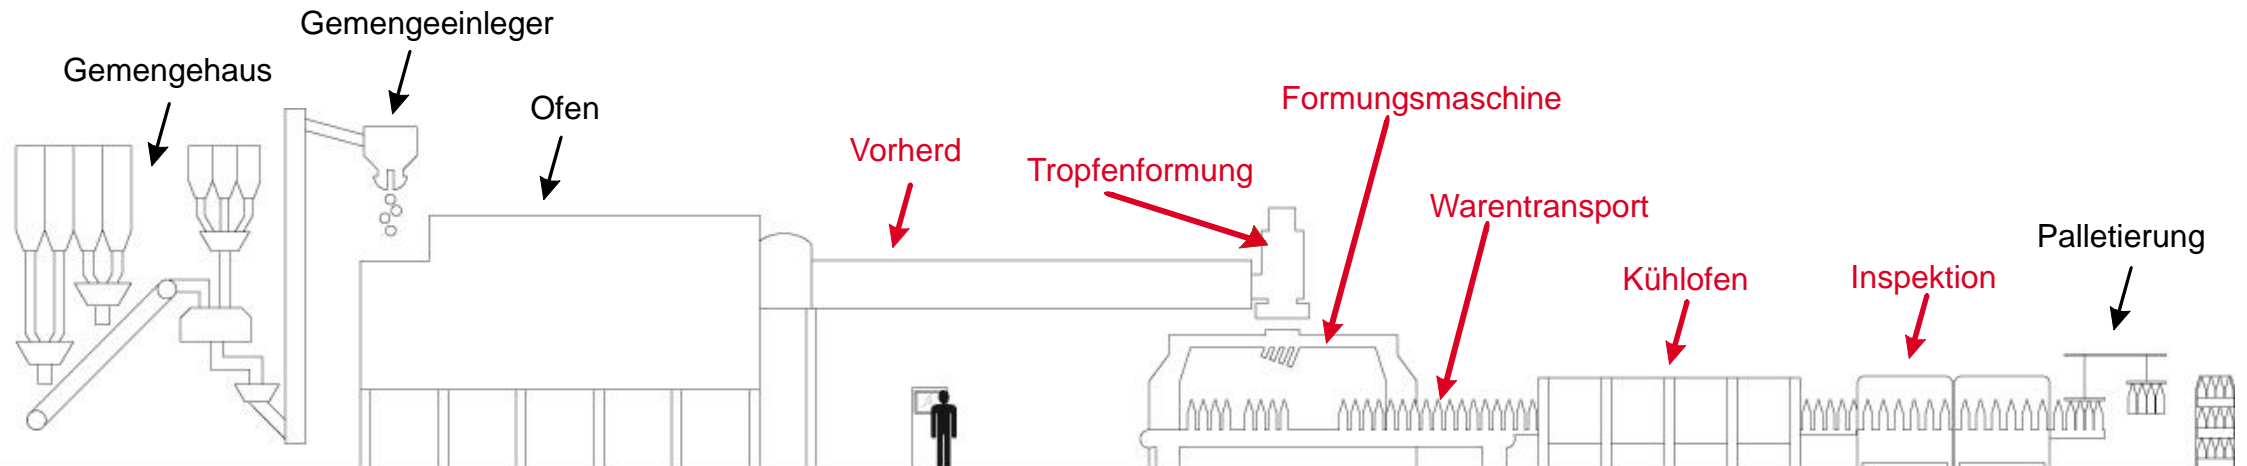 Gemengehaus
Gemengeeinleger
Ofen
Vorherd
Tropfenformung
Formungsmaschine
Warentransport
Kühlofen
Inspektion
Palletierung